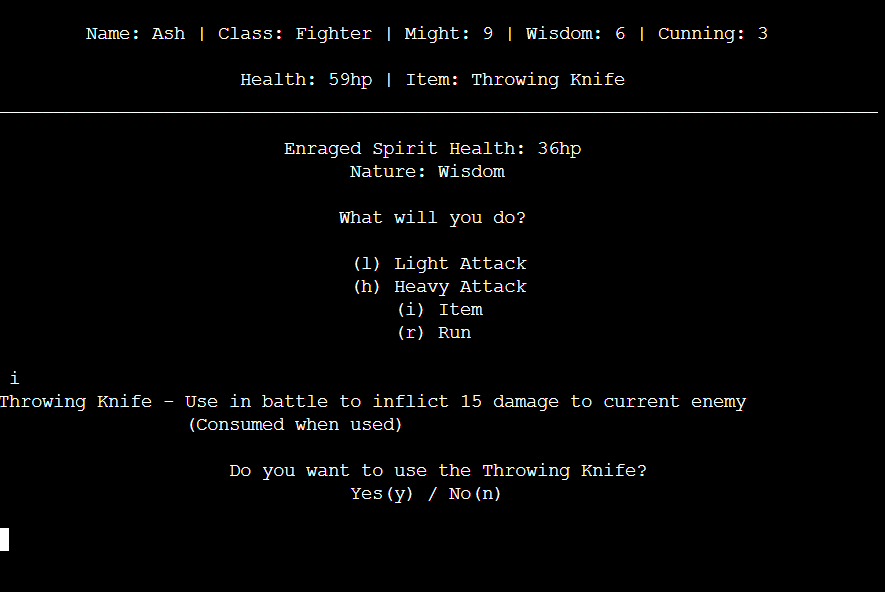 Name: Ash | Class: Fighter | Might: 9 | Wisdom: 6 | Cunning: 3
Health: 59hp | Item: Throwing Knife
Enraged Spirit Health: 36hp
Nature: Wisdom
What will you do?
(l) Light Attack
(h) Heavy Attack
(i) Item
(r) Run
i
Throwing Knife - Use in battle to inflict 15 damage to current enemy
(Consumed when used)
Do you want to use the Throwing Knife?
Yes(y) / No(n)